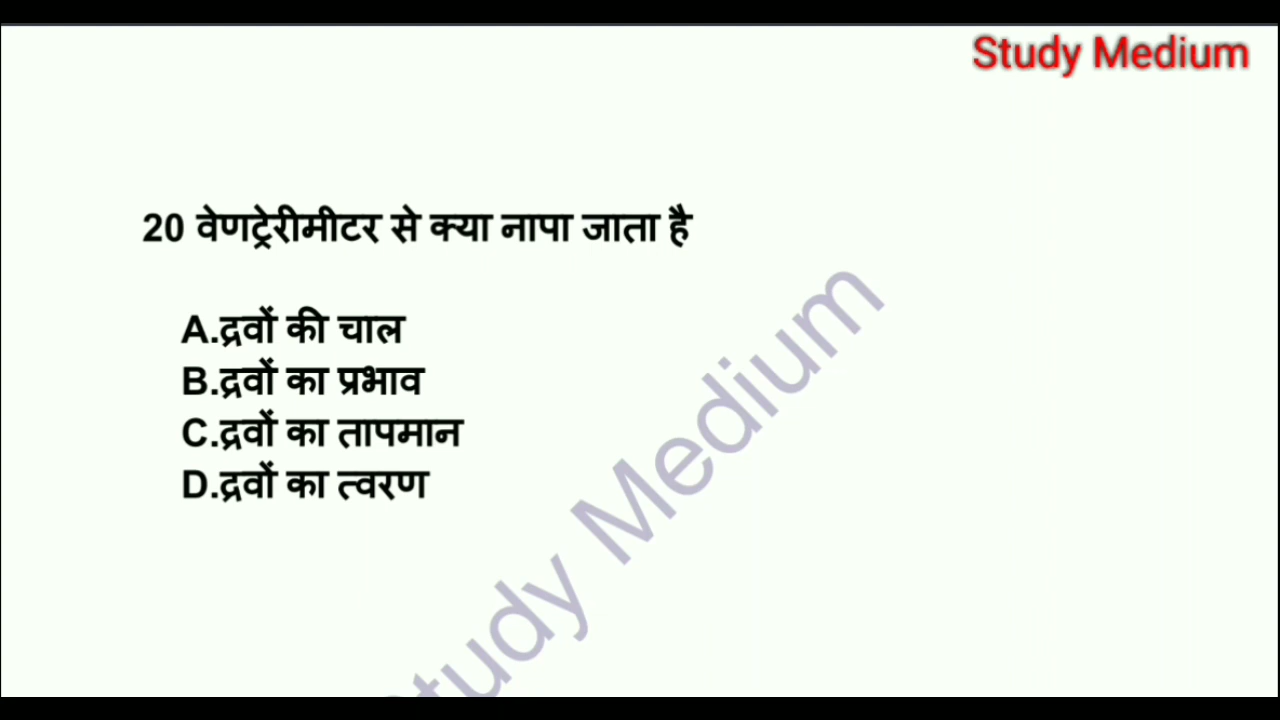 Study Medium
20 वेणट्रेरीमीटर से क्या नापा जाता है
A.द्रवों की चाल
B.द्रवों का प्रभाव
C.द्रवों का तापमान
D.द्रवों का त्वरण
Study Medium